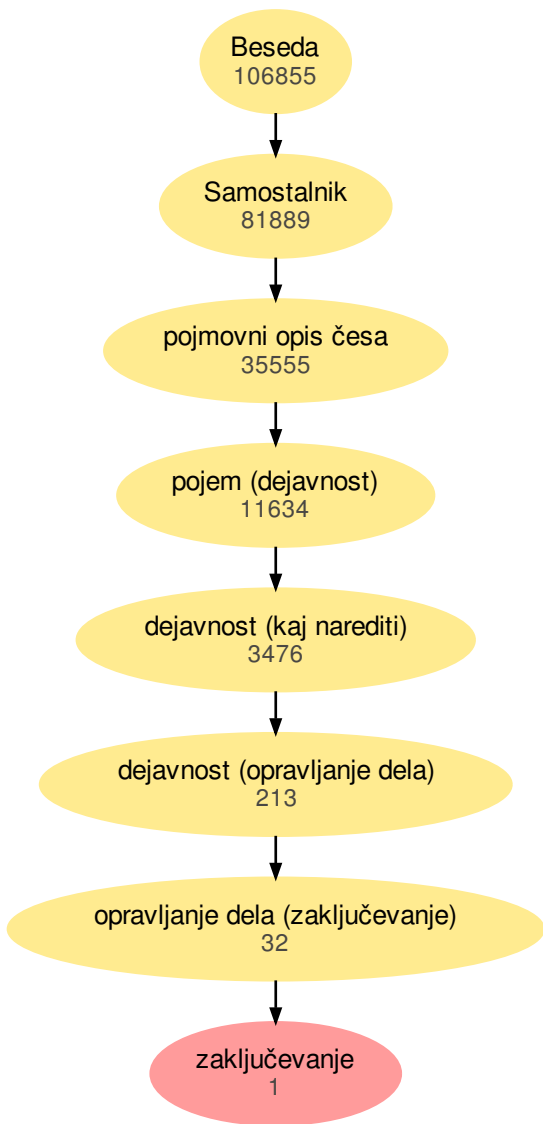 Beseda
106855
Samostalnik
81889
pojmovni opis česa
35555
pojem (dejavnost)
11634
dejavnost (kaj narediti)
3476
dejavnost (opravljanje dela)
213
opravljanje dela (zaključevanje)
32
zaključevanje
1